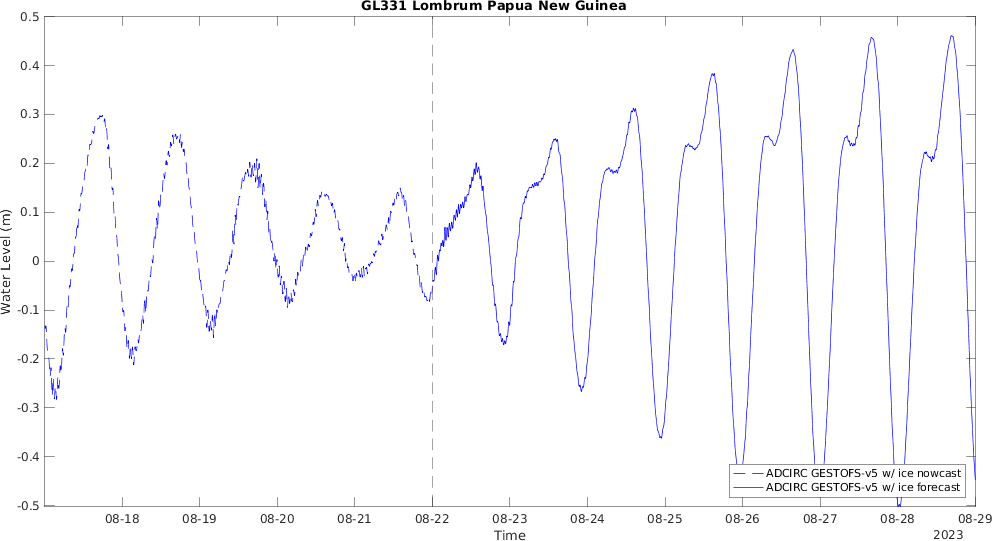 GL331 Lombrum Papua New Guinea
Water Level (m)
0.5
0.4
0.3
0.2
0.1
0
-0.1
-0.2
-0.3
-0.4
-0.5
ADCIRC GESTOFS-v5 w/ ice nowcast
ADCIRC GESTOFS-v5 w/ ice forecast
08-18 08-19 08-20 08-21 08-22 08-23 08-24 08-25 08-26 08-27 08-28 08-29
Time
2023